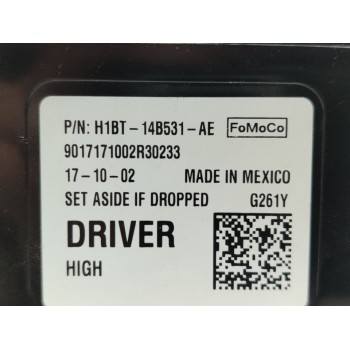 P/N: H1BT-14B531-AE FoMoCo
9017171002R30233
17-10-02 MADE IN MEXICO
SET ASIDE IF DROPPED G261Y
DRIVER
HIGH